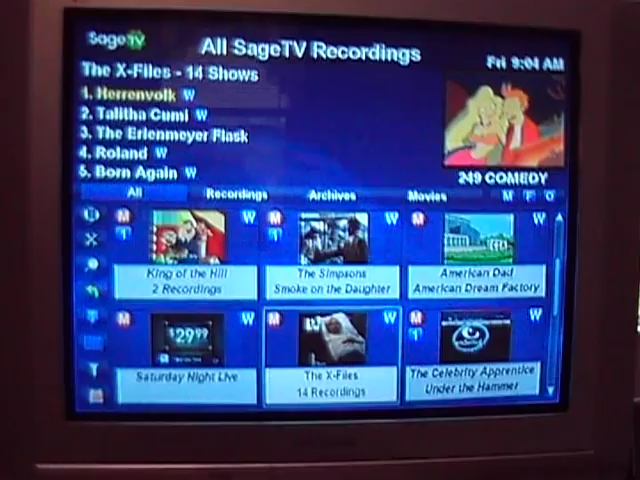 SageTV
All SageTV Recordings
Fri 9:04 AM
The X-Files - 14 Shows
1. Herrenvolk W
2. Talitha Cumi W
3. The Erlenmeyer Flask
4. Roland W
5. Born Again W
249 COMEDY
All Recordings Archives Movies M F O
M W M W M W
1 1
King of the Hill
2 Recordings
The Simpsons
Smoke on the Daughter
American Dad
American Dream Factory
M W W M W
$29.99 1
Saturday Night Live
The X-Files
14 Recordings
The Celebrity Apprentice
Under the Hammer